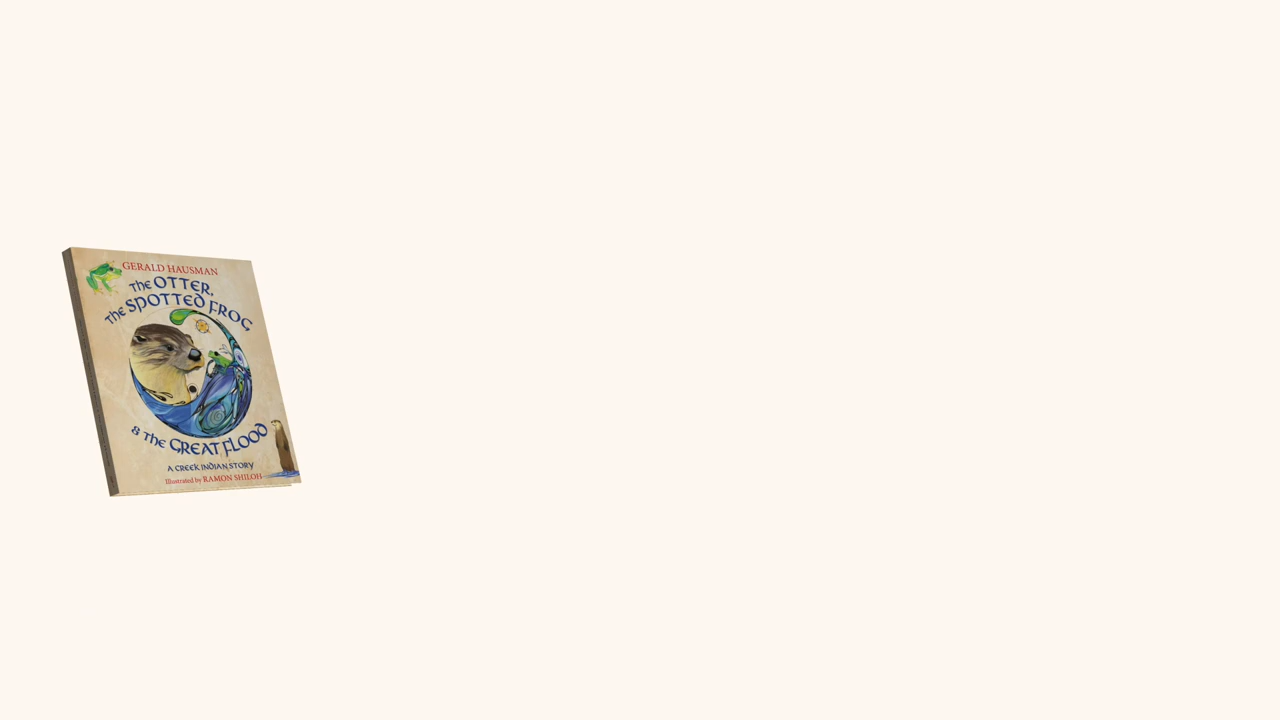 GERALD HAUSMAN
The OTTER,
The SPOTTED FROG
& The GREAT FLOOD
A CREEK INDIAN STORY
Illustrated by RAMON SHILOH